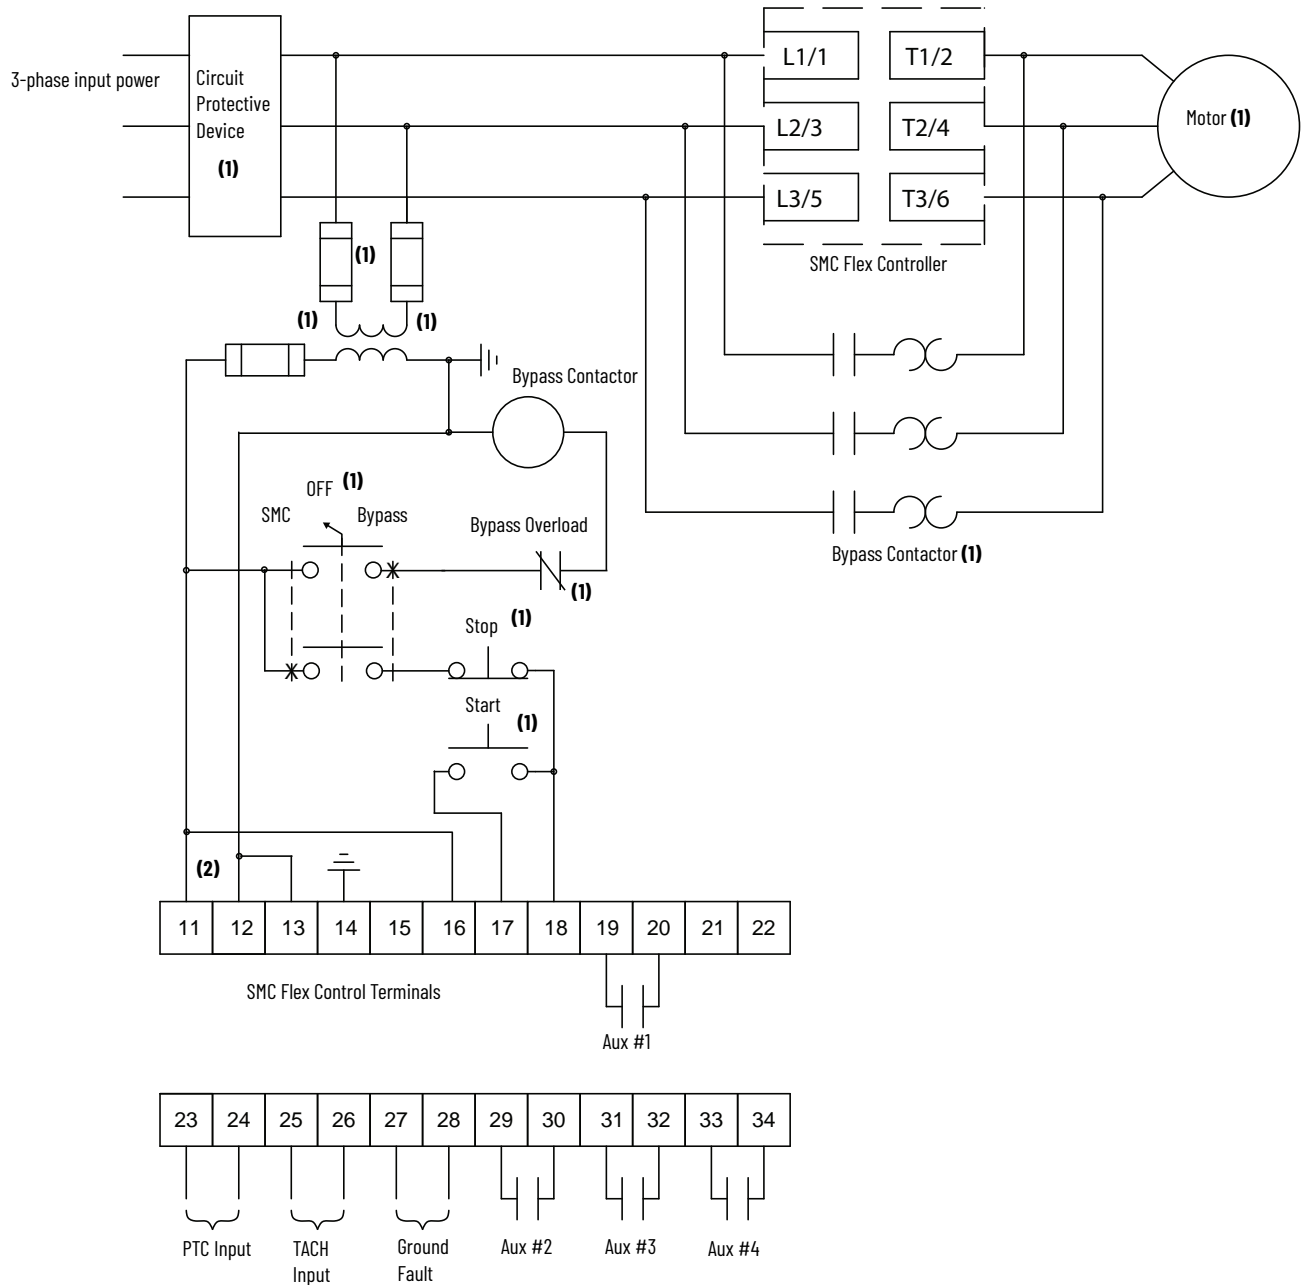 3-phase input power
Circuit
Protective
Device
(1)
L1/1
T1/2
L2/3
T2/4
L3/5
T3/6
Motor (1)
SMC Flex Controller
(1)
(1)
(1)
Bypass Contactor
OFF (1)
SMC
Bypass
Bypass Overload
(1)
Bypass Contactor (1)
Stop
(1)
Start
(1)
(2)
11 12 13 14 15 16 17 18 19 20 21 22
SMC Flex Control Terminals
Aux #1
23 24 25 26 27 28 29 30 31 32 33 34
PTC Input
TACH
Input
Ground
Fault
Aux #2
Aux #3
Aux #4